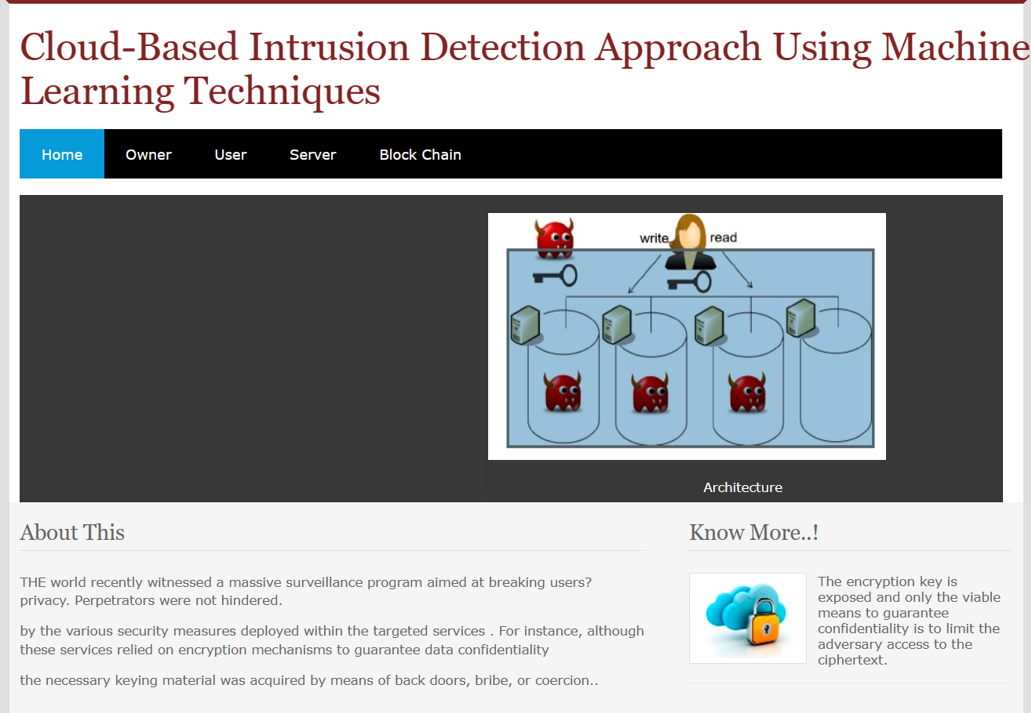 Cloud-Based Intrusion Detection Approach Using Machine
Learning Techniques
Home Owner User Server Block Chain
write read
Architecture
About This
THE world recently witnessed a massive surveillance program aimed at breaking users?
privacy. Perpetrators were not hindered.
by the various security measures deployed within the targeted services . For instance, although
these services relied on encryption mechanisms to guarantee data confidentiality
the necessary keying material was acquired by means of back doors, bribe, or coercion..
Know More..!
The encryption key is
exposed and only the viable
means to guarantee
confidentiality is to limit the
adversary access to the
ciphertext.